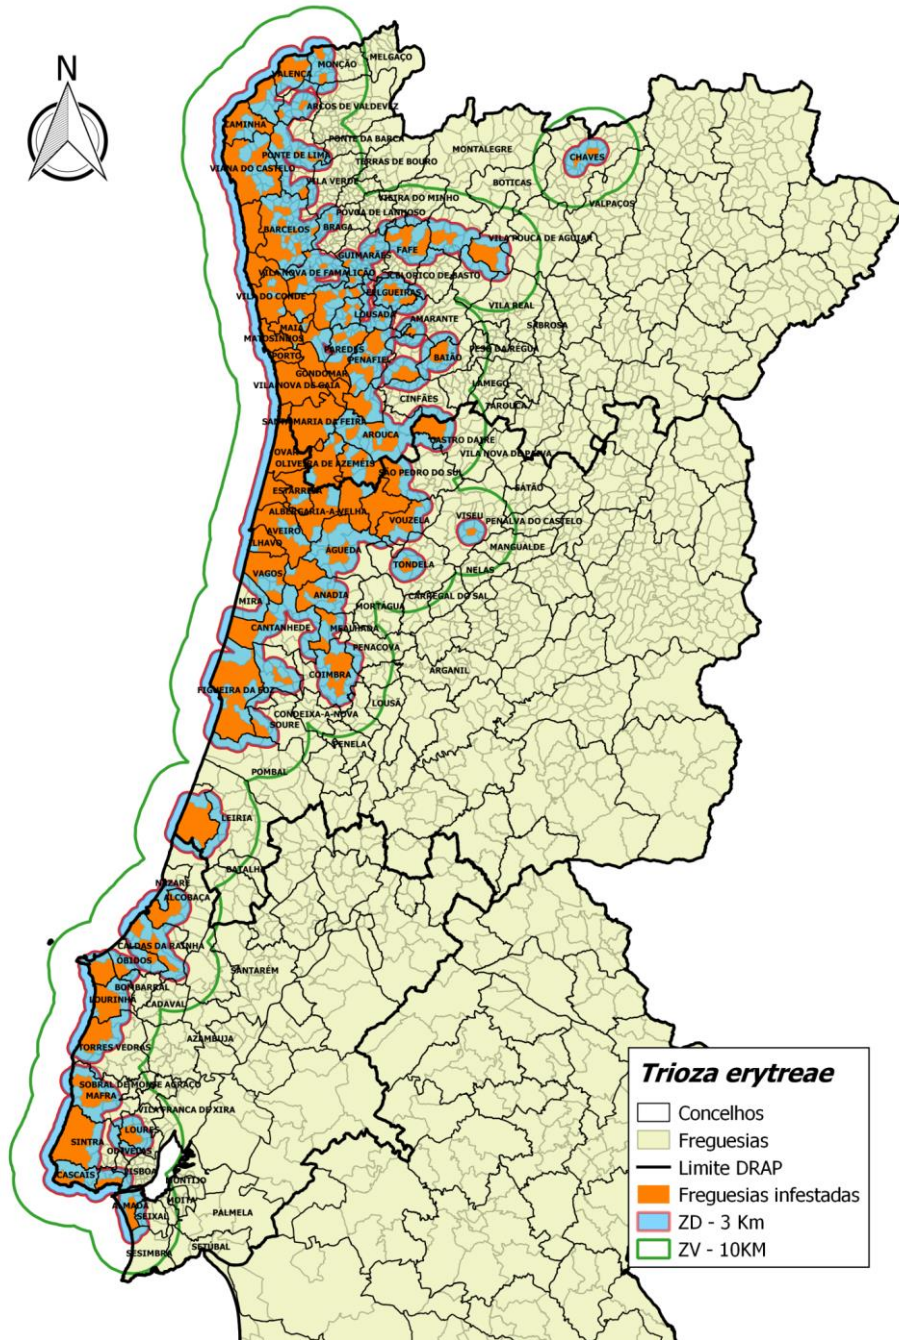 N
MELGAÇO
MONÇÃO
VALENÇA
ARCOS DE VALDEVEZ
CAMINHA
PONTE DA BARCA
MONTALEGRE
CHAVES
PONTE DE LIMA
TERRAS DE BOURO
VIANA DO CASTELO
BOTICAS
VILA VERDE
VIEIRA DO MINHO
VALPAÇOS
PÓVOA DE LANHOSO
BRAGA
BARCELOS
VILA POUCA DE AGUIAR
FAFE
GUIMARÃES
VILA NOVA DE FAMALICÃO
CELORICO DE BASTO
FELGUEIRAS
VILA DO CONDE
VILA REAL
LOUSADA
AMARANTE
SABROSA
MAIA
MATOSINHOS
PAREDES
PESO DA RÉGUA
PORTO
PENAFIEL
BAIÃO
GONDOMAR
VILA NOVA DE GAIA
LAMEGO
CINFÃES
TAROUCA
SANTA MARIA DA FEIRA
AROUCA
CASTRO DAIRE
OVAR
VILA NOVA DE PAIVA
OLIVEIRA DE AZEMÉIS
SÃO PEDRO DO SUL
SÁTÃO
ESTARREJA
ALBERGARIA-A-VELHA
VISEU
VOUZELA
PENALVA DO CASTELO
AVEIRO
ÍLHAVO
MANGUALDE
ÁGUEDA
TONDELA
NELAS
VAGOS
ANADIA
CARREGAL DO SAL
MIRA
MORTÁGUA
CANTANHEDE
MEALHADA
PENACOVA
ARGANIL
COIMBRA
FIGUEIRA DA FOZ
LOUSÃ
CONDEIXA-A-NOVA
SOURE
PENELA
POMBAL
LEIRIA
BATALHA
NAZARÉ
ALCOBAÇA
CALDAS DA RAINHA
ÓBIDOS
SANTARÉM
BOMBARRAL
LOURINHÃ
CADAVAL
AZAMBUJA
TORRES VEDRAS
SOBRAL DE MONTE AGRAÇO
MAFRA
VILA FRANCA DE XIRA
LOURES
SINTRA
ODIVELAS
LISBOA
CASCAIS
MONTIJO
MOITA
ALMADA
SEIXAL
PALMELA
SETÚBAL
SESIMBRA
Trioza erytreae
Concelhos
Freguesias
Limite DRAP
Freguesias infestadas
ZD - 3 Km
ZV - 10KM